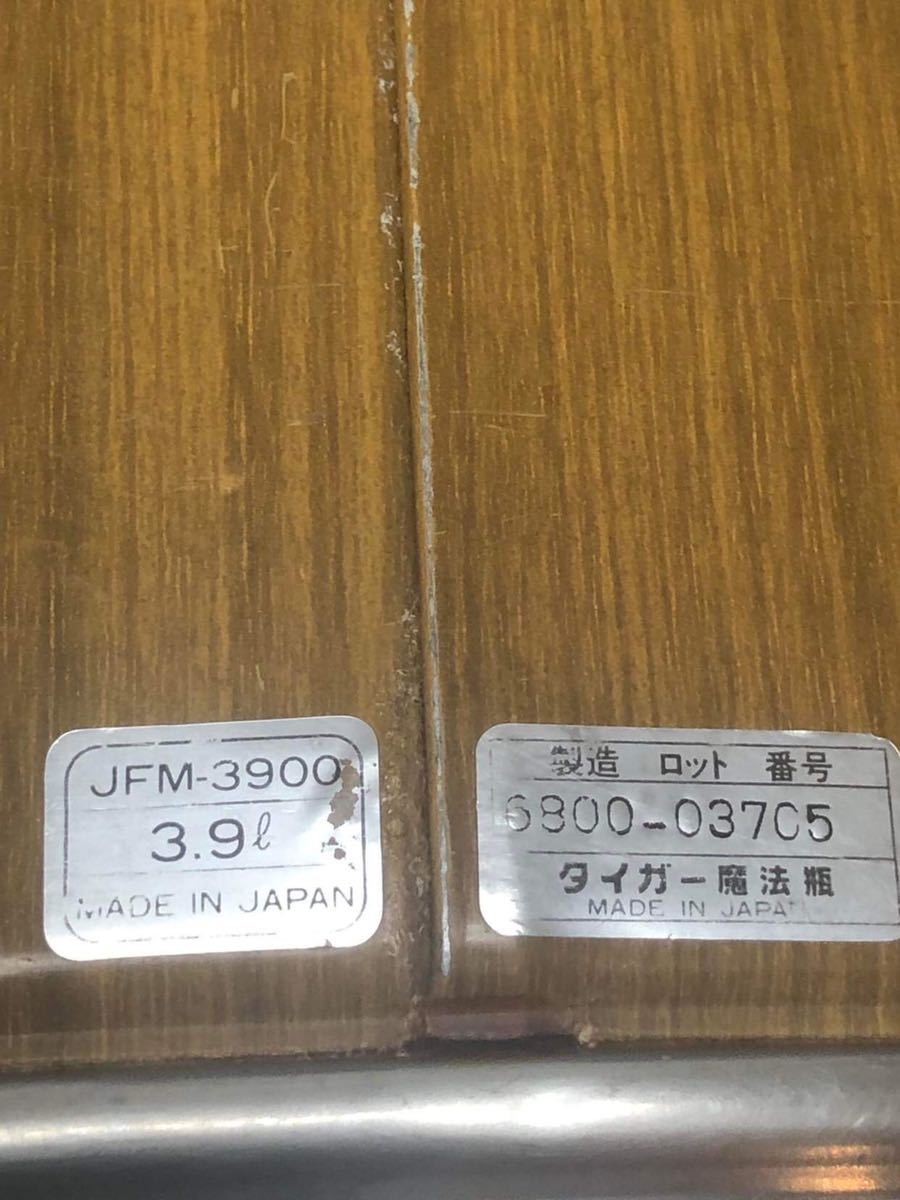 JFM-3900
3.9ℓ
MADE IN JAPAN
製造 ロット 番号
6800-037C5
タイガー魔法瓶
MADE IN JAPAN